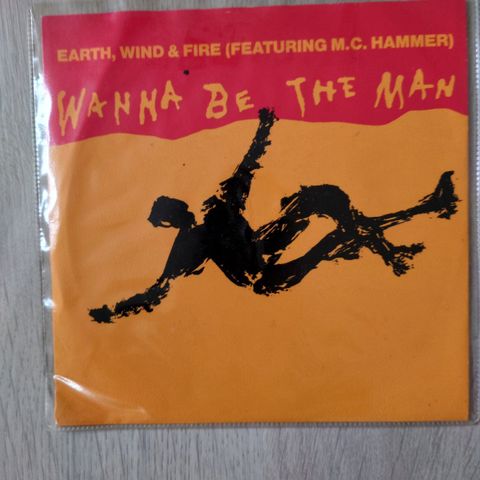 EARTH, WIND & FIRE (FEATURING M.C. HAMMER)
WANNA BE THE MAN